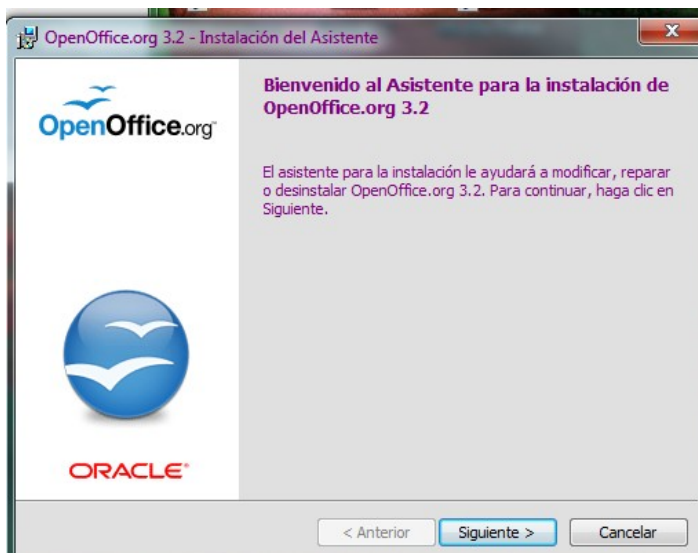 OpenOffice.org 3.2 - Instalación del Asistente
x
OpenOffice.org™
Bienvenido al Asistente para la instalación de
OpenOffice.org 3.2
El asistente para la instalación le ayudará a modificar, reparar
o desinstalar OpenOffice.org 3.2. Para continuar, haga clic en
Siguiente.
ORACLE®
< Anterior
Siguiente >
Cancelar